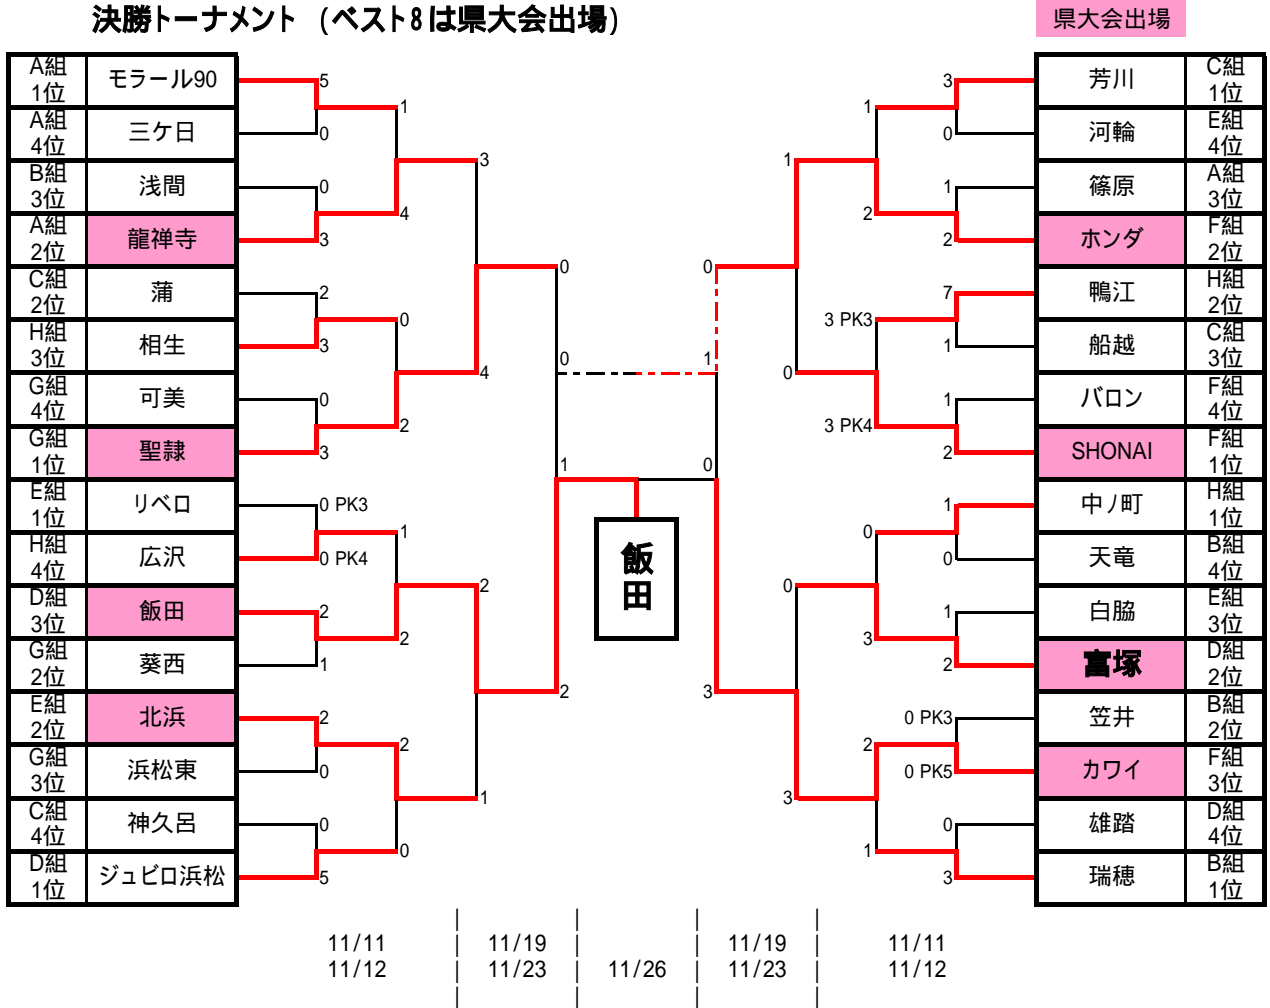 決勝トーナメント (ベスト8は県大会出場)
県大会出場
A組
1位
モラール90
A組
4位
三ケ日
B組
3位
浅間
A組
2位
龍禅寺
C組
2位
蒲
H組
3位
相生
G組
4位
可美
G組
1位
聖隷
E組
1位
リベロ
H組
4位
広沢
D組
3位
飯田
G組
2位
葵西
E組
2位
北浜
G組
3位
浜松東
C組
4位
神久呂
D組
1位
ジュビロ浜松
5
0
0
3
2
3
0
3
0 PK3
0 PK4
2
1
2
0
0
5
1
4
0
2
1
2
2
0
3
4
2
1
0
2
0
1
1
0
飯
田
0
3
1
0
0
3
1
2
3 PK3
3 PK4
0
3
2
1
3
0
1
2
7
1
1
2
1
0
1
2
0 PK3
0 PK5
0
3
芳川
C組
1位
河輪
E組
4位
篠原
A組
3位
ホンダ
F組
2位
鴨江
H組
2位
船越
C組
3位
バロン
F組
4位
SHONAI
F組
1位
中ノ町
H組
1位
天竜
B組
4位
白脇
E組
3位
富塚
D組
2位
笠井
B組
2位
カワイ
F組
3位
雄踏
D組
4位
瑞穂
B組
1位
11/11
11/12
11/19
11/23
11/26
11/19
11/23
11/11
11/12